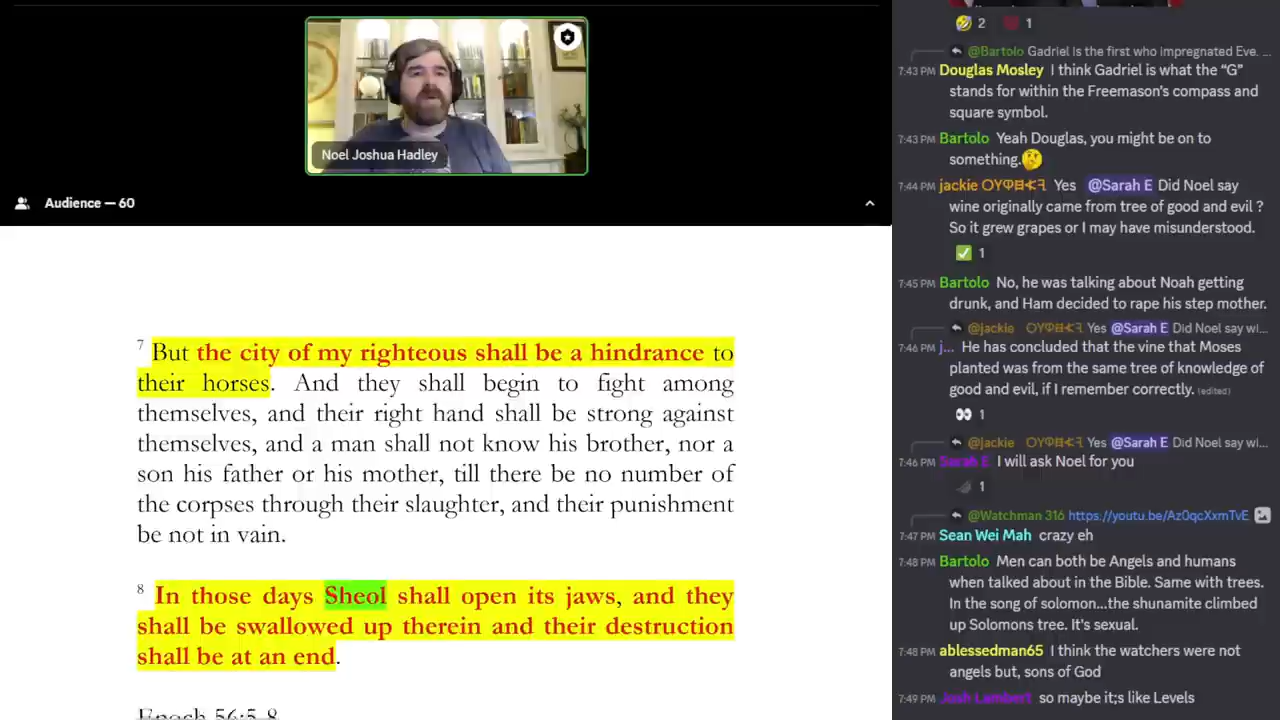 Noel Joshua Hadley
Audience — 60
7 But the city of my righteous shall be a hindrance to
their horses. And they shall begin to fight among
themselves, and their right hand shall be strong against
themselves, and a man shall not know his brother, nor a
son his father or his mother, till there be no number of
the corpses through their slaughter, and their punishment
be not in vain.
8 In those days Sheol shall open its jaws, and they
shall be swallowed up therein and their destruction
shall be at an end.
Enoch 56:5-8
2 1
@Bartolo Gadriel is the first who impregnated Eve. ...
7:43 PM Douglas Mosley I think Gadriel is what the “G”
stands for within the Freemason's compass and
square symbol.
7:43 PM Bartolo Yeah Douglas, you might be on to
something.🤔
7:44 PM jackie Yes @Sarah E Did Noel say
wine originally came from tree of good and evil ?
So it grew grapes or I may have misunderstood.
✅ 1
7:45 PM Bartolo No, he was talking about Noah getting
drunk, and Ham decided to rape his step mother.
@jackie Yes @Sarah E Did Noel say wi...
7:46 PM j... He has concluded that the vine that Moses
planted was from the same tree of knowledge of
good and evil, if I remember correctly. (edited)
👀 1
@jackie Yes @Sarah E Did Noel say wi...
7:46 PM Sarah E I will ask Noel for you
1
@Watchman 316 https://youtu.be/Az0qcXxmTvE
7:47 PM Sean Wei Mah crazy eh
7:48 PM Bartolo Men can both be Angels and humans
when talked about in the Bible. Same with trees.
In the song of solomon...the shunamite climbed
up Solomons tree. It's sexual.
7:48 PM ablessedman65 I think the watchers were not
angels but, sons of God
7:49 PM Josh Lambert so maybe it;s like Levels